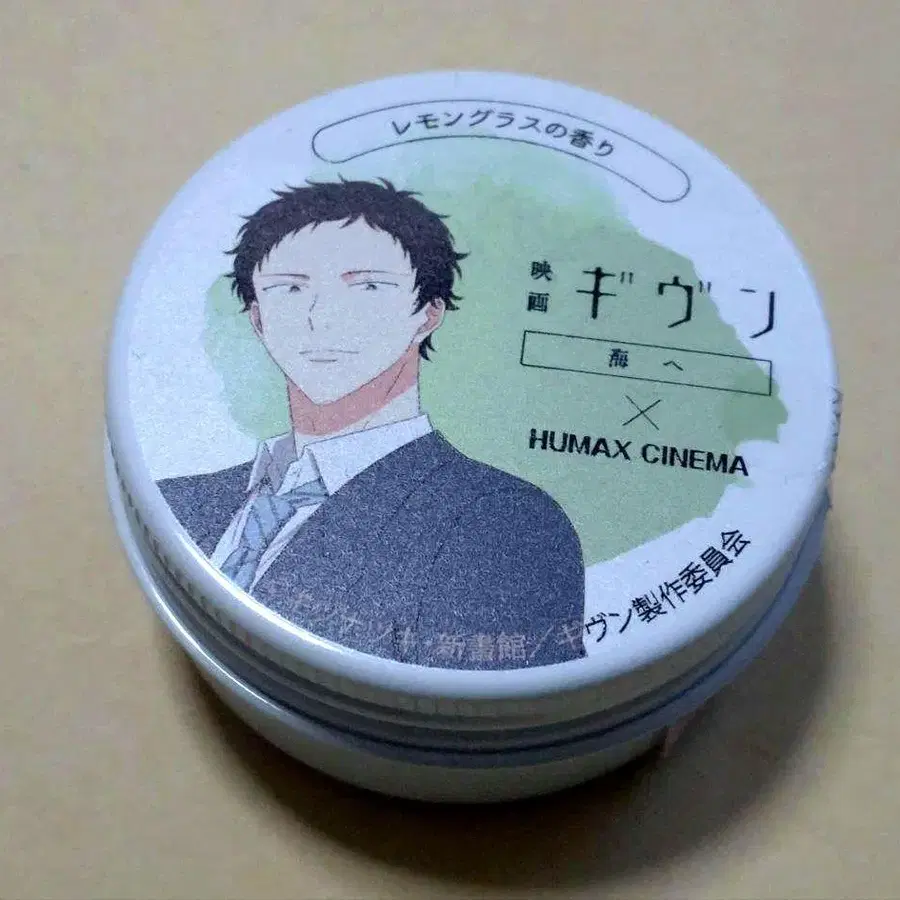 レモングラスの香り
映画 ギヴン
海へ
×
HUMAX CINEMA
キヅナツキ・新書館/ギヴン製作委員会